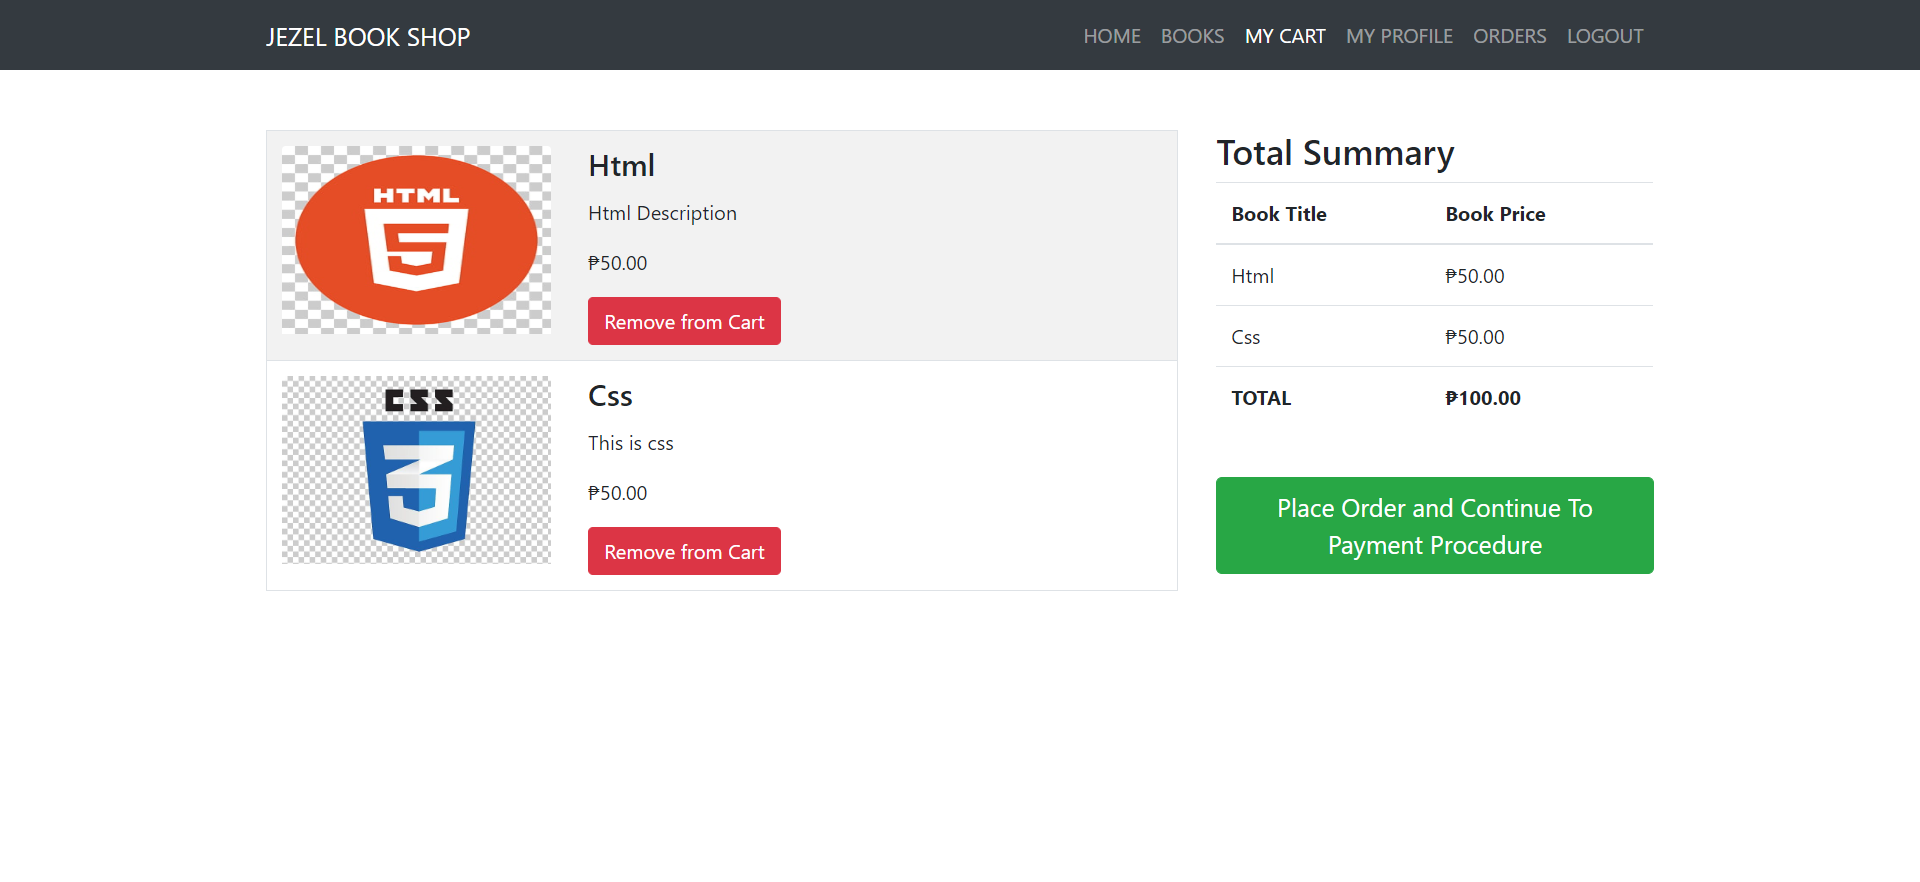 JEZEL BOOK SHOP
HOME BOOKS MY CART MY PROFILE ORDERS LOGOUT
HTML
5
Html
Html Description
₱50.00
Remove from Cart
CSS
3
Css
This is css
₱50.00
Remove from Cart
Total Summary
Book Title Book Price
Html ₱50.00
Css ₱50.00
TOTAL ₱100.00
Place Order and Continue To
Payment Procedure